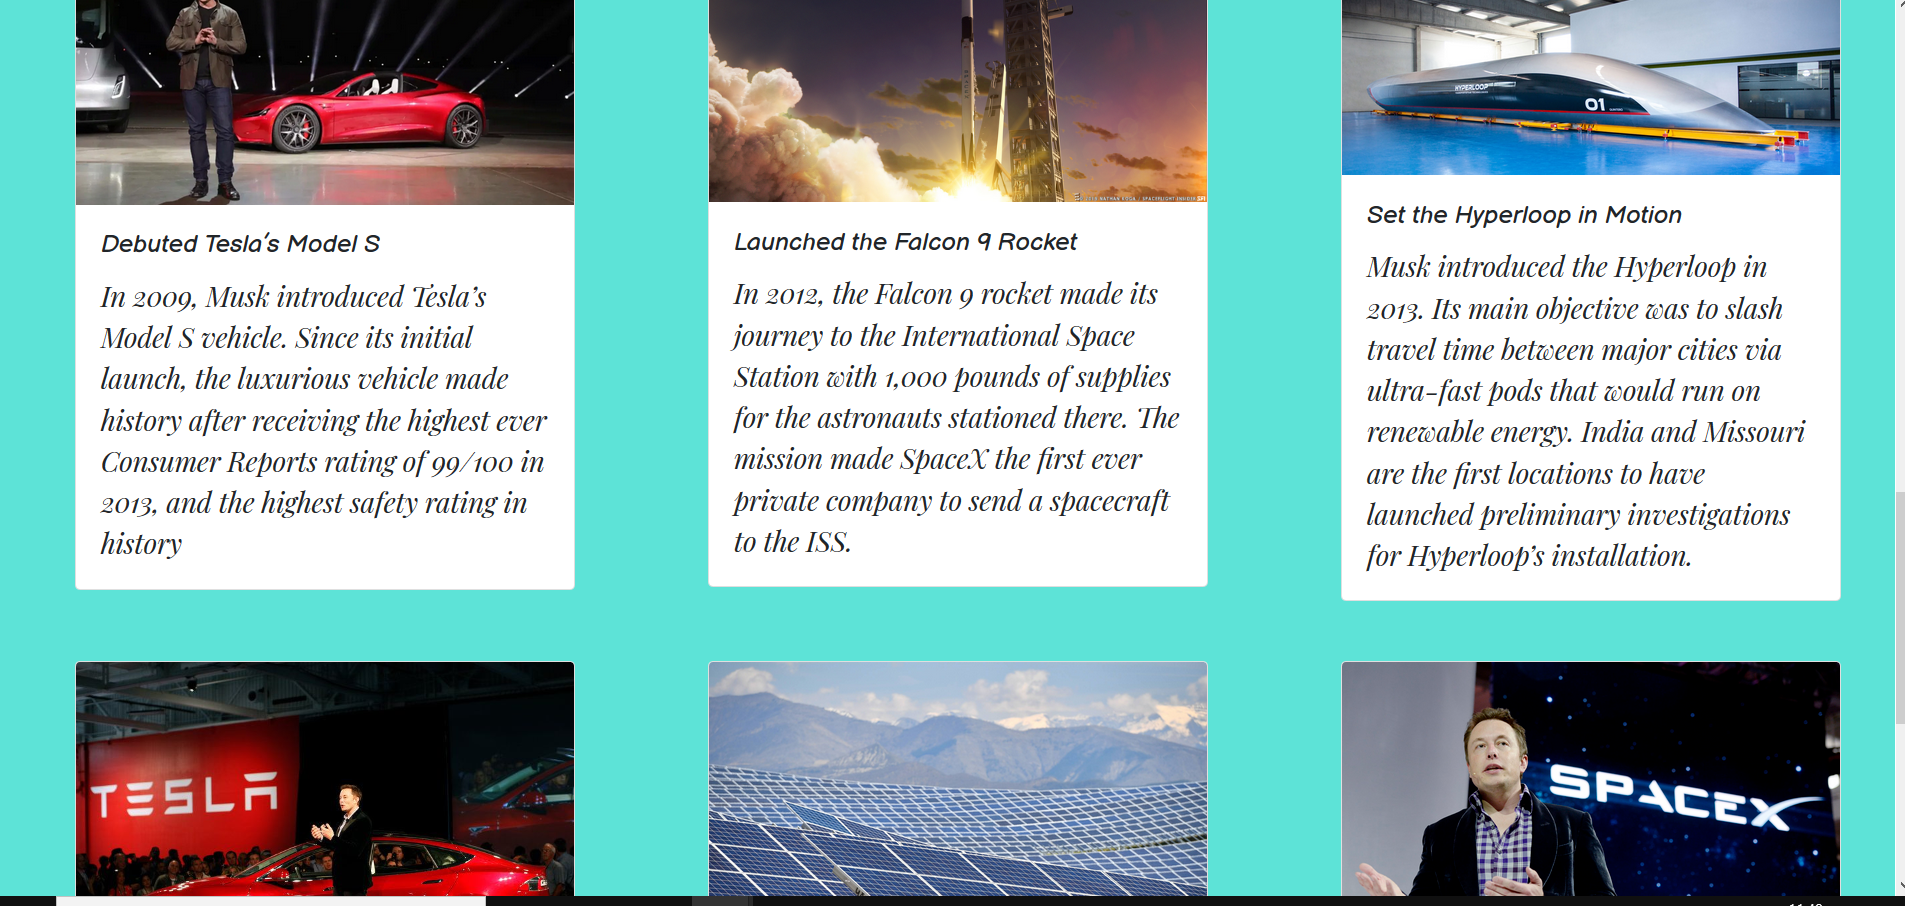 HYPERLOOP
01
Debuted Tesla's Model S
In 2009, Musk introduced Tesla's
Model S vehicle. Since its initial
launch, the luxurious vehicle made
history after receiving the highest ever
Consumer Reports rating of 99/100 in
2013, and the highest safety rating in
history
Launched the Falcon 9 Rocket
In 2012, the Falcon 9 rocket made its
journey to the International Space
Station with 1,000 pounds of supplies
for the astronauts stationed there. The
mission made SpaceX the first ever
private company to send a spacecraft
to the ISS.
Set the Hyperloop in Motion
Musk introduced the Hyperloop in
2013. Its main objective was to slash
travel time between major cities via
ultra-fast pods that would run on
renewable energy. India and Missouri
are the first locations to have
launched preliminary investigations
for Hyperloop's installation.
TESLA
SPACEX